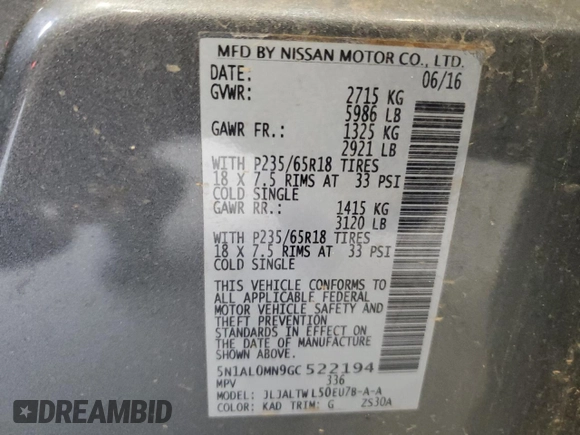 MFD BY NISSAN MOTOR CO., LTD.
DATE: 06/16
GVWR: 2715 KG
5986 LB
GAWR FR.: 1325 KG
2921 LB
WITH P235/65R18 TIRES
18 X 7.5 RIMS AT 33 PSI
COLD SINGLE
GAWR RR.: 1415 KG
3120 LB
WITH P235/65R18 TIRES
18 X 7.5 RIMS AT 33 PSI
COLD SINGLE
THIS VEHICLE CONFORMS TO
ALL APPLICABLE FEDERAL
MOTOR VEHICLE SAFETY AND
THEFT PREVENTION
STANDARDS IN EFFECT ON
THE DATE OF MANUFACTURE
SHOWN ABOVE.
5N1AL0MN9GC 522194
MPV 336
MODEL: JLJALTW L50EU78-A-A
COLOR: KAD TRIM: G 2S30A
DREAMBID